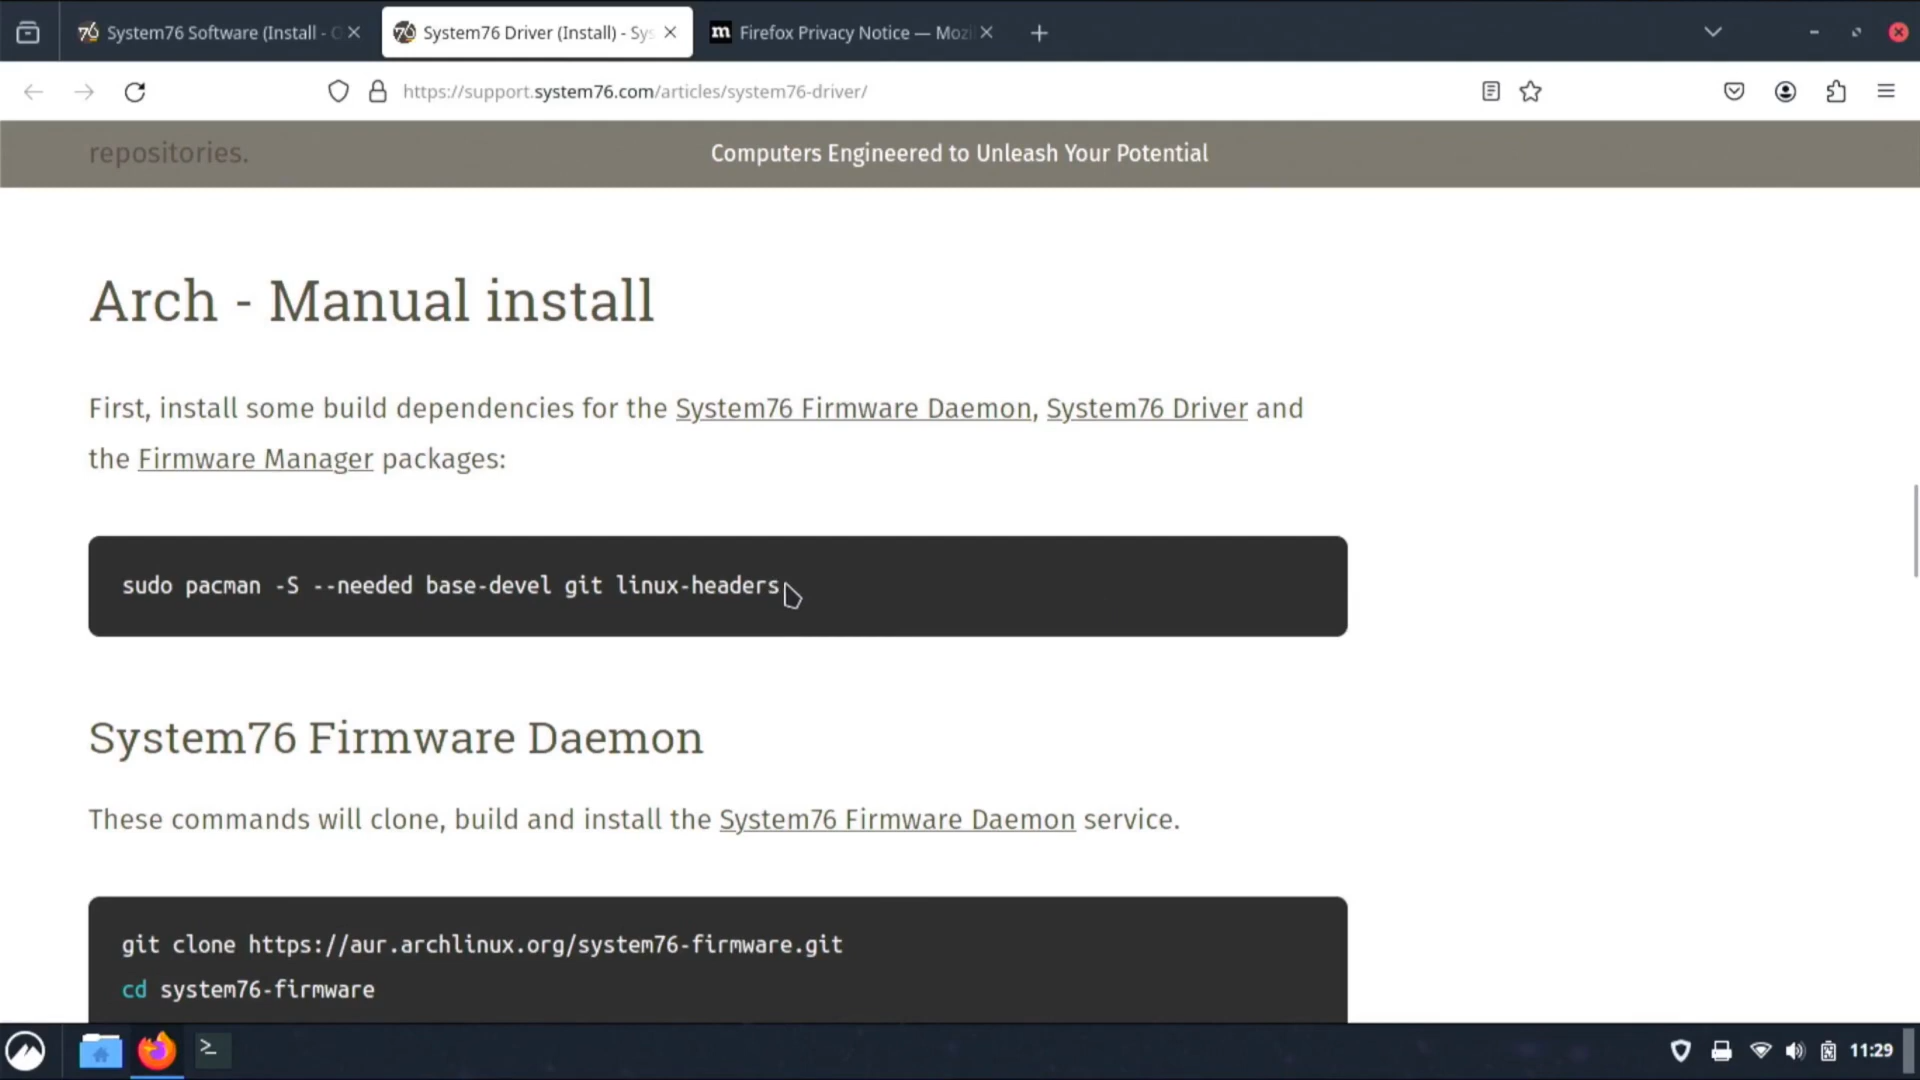 System76 Software (Install -
System76 Driver (Install) - Sys
Firefox Privacy Notice — Mozi
https://support.system76.com/articles/system76-driver/
repositories.
Computers Engineered to Unleash Your Potential
Arch - Manual install
First, install some build dependencies for the System76 Firmware Daemon, System76 Driver and
the Firmware Manager packages:
sudo pacman -S --needed base-devel git linux-headers
System76 Firmware Daemon
These commands will clone, build and install the System76 Firmware Daemon service.
git clone https://aur.archlinux.org/system76-firmware.git
cd system76-firmware
11:29